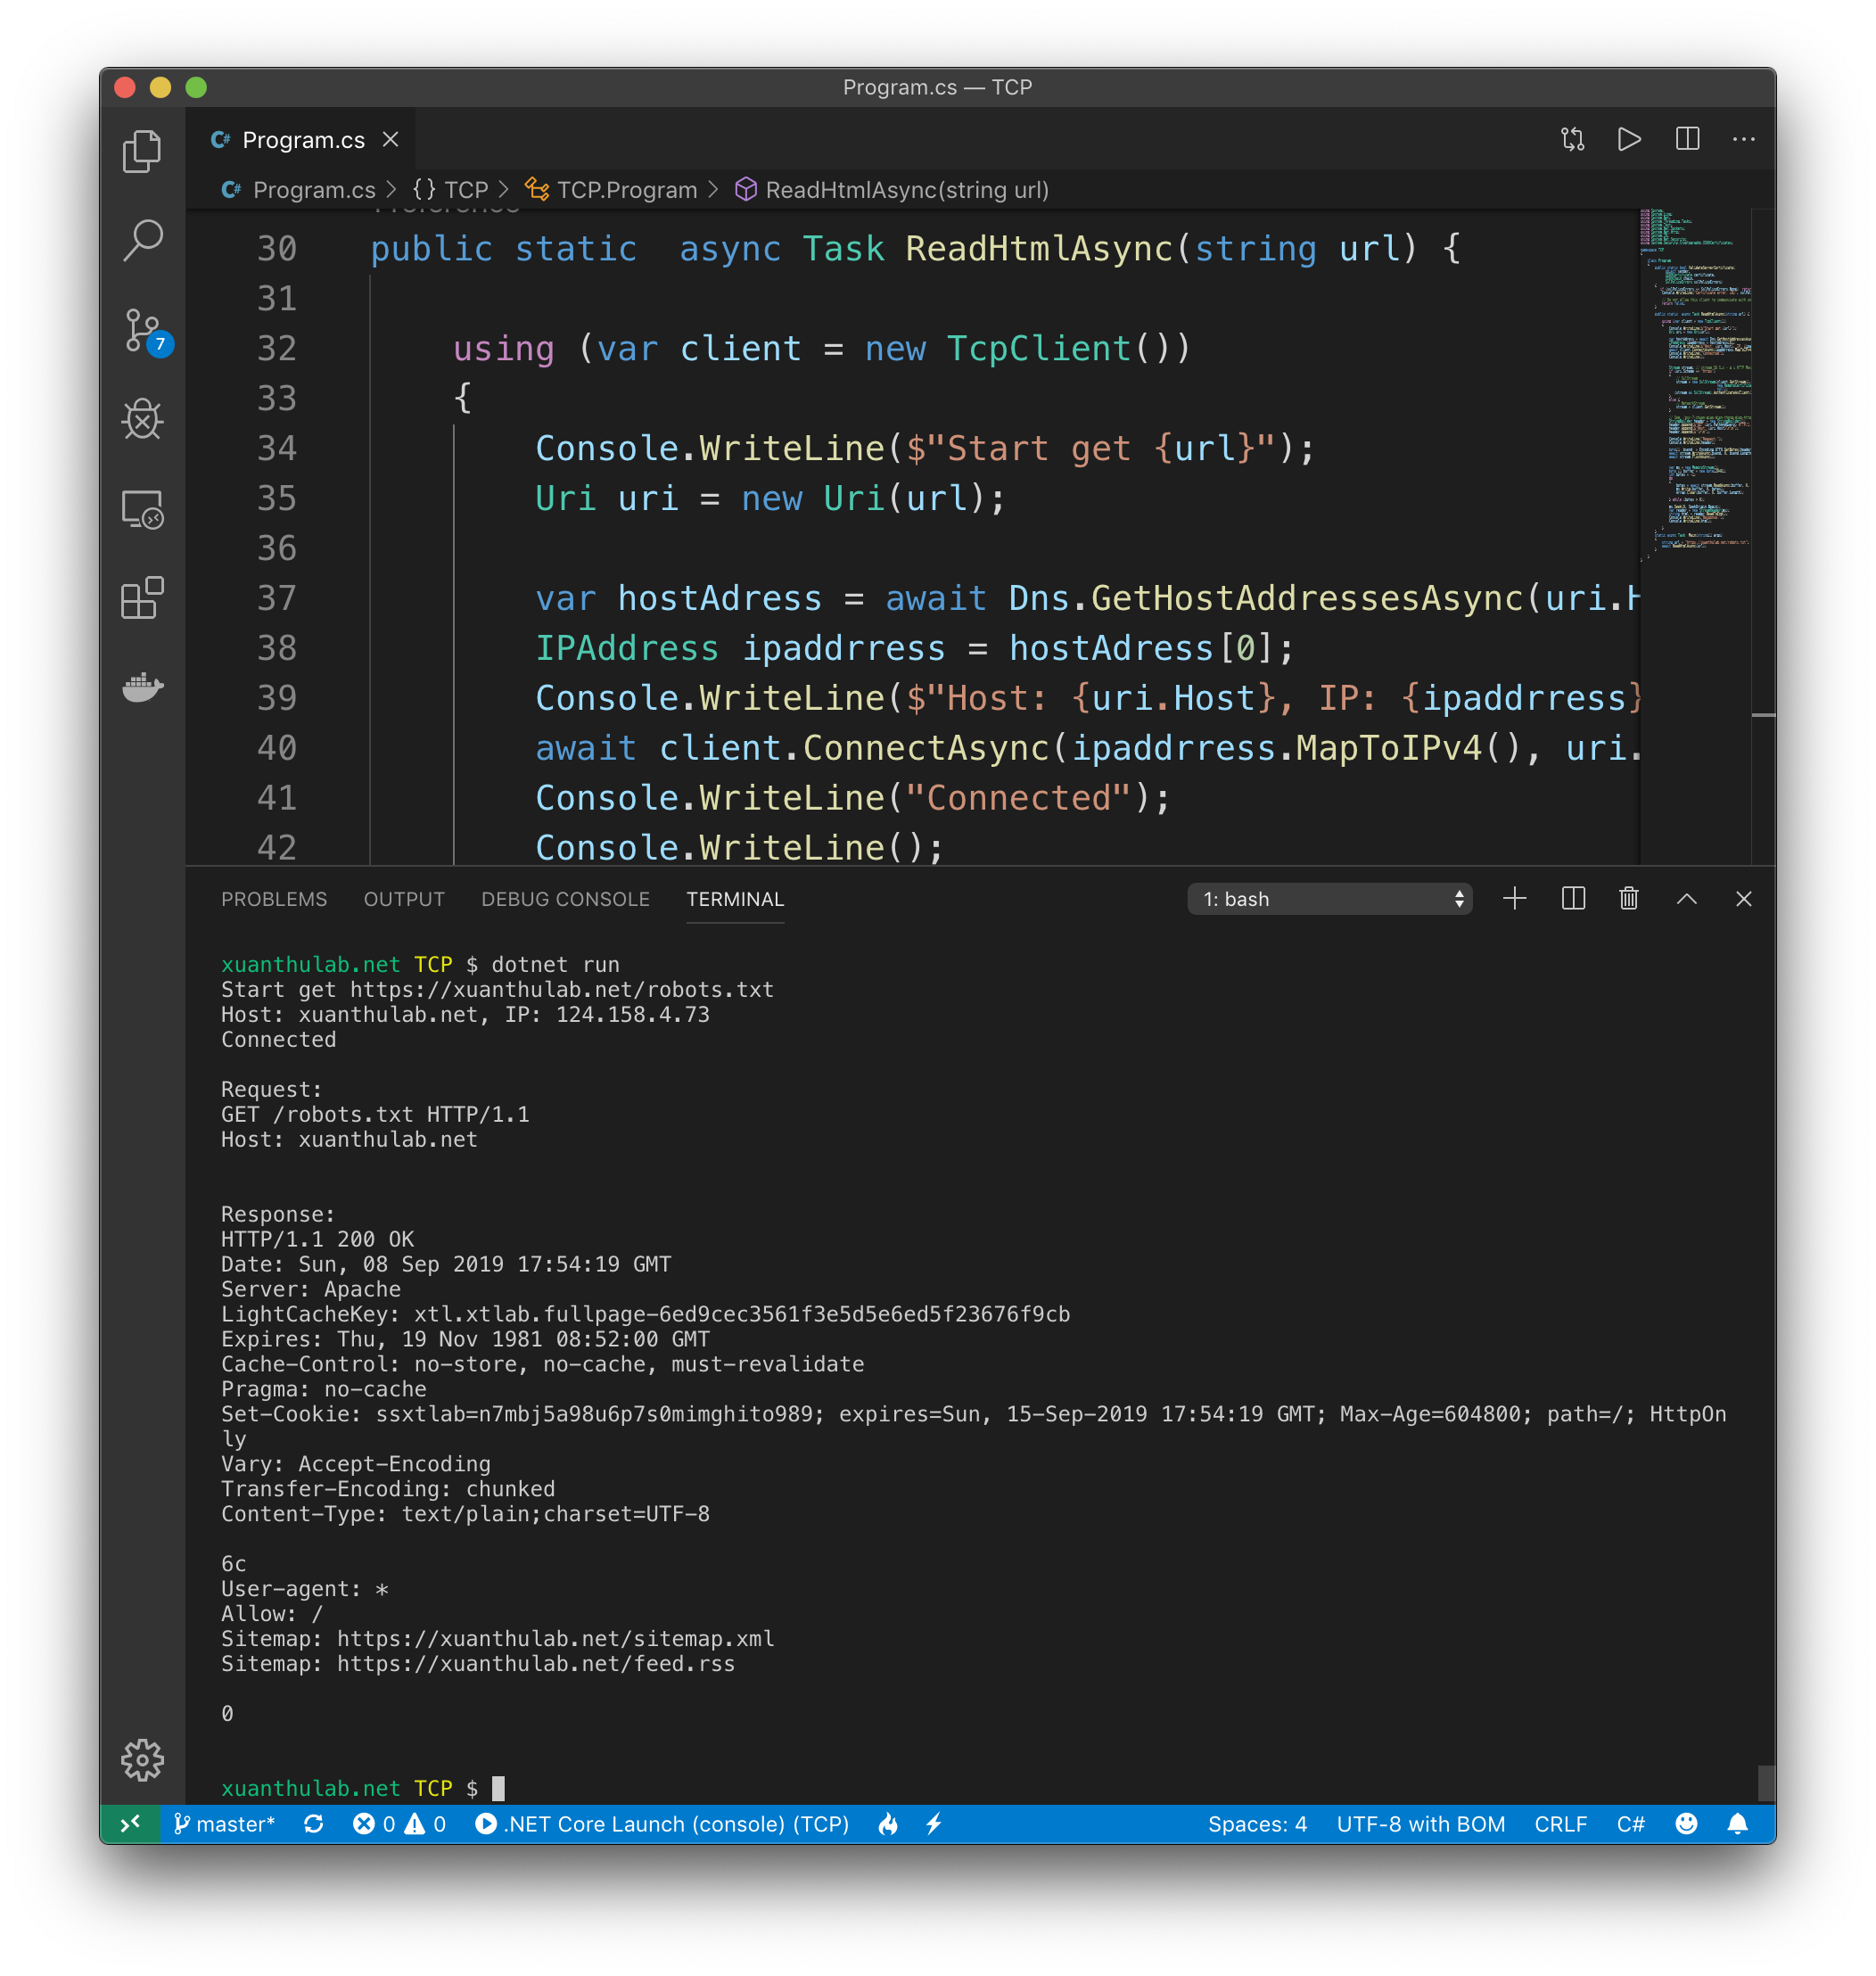 Program.cs — TCP
C# Program.cs
C# Program.cs > {} TCP > TCP.Program > ReadHtmlAsync(string url)
30 public static  async Task ReadHtmlAsync(string url) {
31
32 using (var client = new TcpClient())
33 {
34 Console.WriteLine($"Start get {url}");
35 Uri uri = new Uri(url);
36
37 var hostAdress = await Dns.GetHostAddressesAsync(uri.H
38 IPAddress ipaddrress = hostAdress[0];
39 Console.WriteLine($"Host: {uri.Host}, IP: {ipaddrress}
40 await client.ConnectAsync(ipaddrress.MapToIPv4(), uri.
41 Console.WriteLine("Connected");
42 Console.WriteLine();
7
PROBLEMS OUTPUT DEBUG CONSOLE TERMINAL 1: bash
xuanthulab.net TCP $ dotnet run
Start get https://xuanthulab.net/robots.txt
Host: xuanthulab.net, IP: 124.158.4.73
Connected
Request:
GET /robots.txt HTTP/1.1
Host: xuanthulab.net
Response:
HTTP/1.1 200 OK
Date: Sun, 08 Sep 2019 17:54:19 GMT
Server: Apache
LightCacheKey: xtl.xtlab.fullpage-6ed9cec3561f3e5d5e6ed5f23676f9cb
Expires: Thu, 19 Nov 1981 08:52:00 GMT
Cache-Control: no-store, no-cache, must-revalidate
Pragma: no-cache
Set-Cookie: ssxtlab=n7mbj5a98u6p7s0mimghito989; expires=Sun, 15-Sep-2019 17:54:19 GMT; Max-Age=604800; path=/; HttpOn
ly
Vary: Accept-Encoding
Transfer-Encoding: chunked
Content-Type: text/plain;charset=UTF-8
6c
User-agent: *
Allow: /
Sitemap: https://xuanthulab.net/sitemap.xml
Sitemap: https://xuanthulab.net/feed.rss
0
xuanthulab.net TCP $
master* 0 0 .NET Core Launch (console) (TCP) Spaces: 4 UTF-8 with BOM CRLF C#